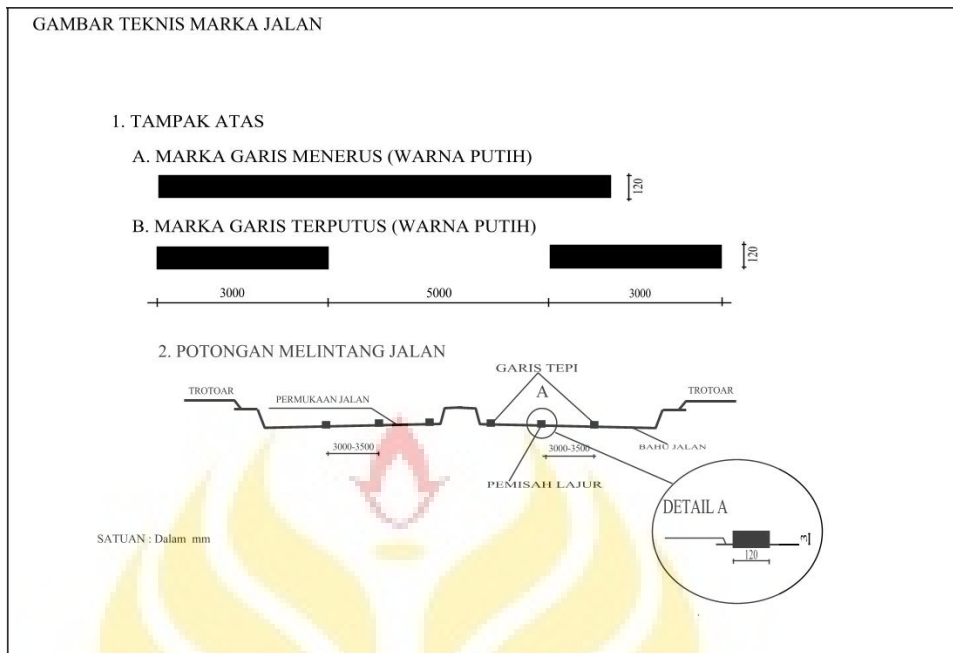 GAMBAR TEKNIS MARKA JALAN
1. TAMPAK ATAS
A. MARKA GARIS MENERUS (WARNA PUTIH)
120
B. MARKA GARIS TERPUTUS (WARNA PUTIH)
120
3000
5000
3000
2. POTONGAN MELINTANG JALAN
GARIS TEPI
TROTOAR
PERMUKAAN JALAN
A
TROTOAR
BAHU JALAN
3000-3500
3000-3500
PEMISAH LAJUR
DETAIL A
3
120
SATUAN : Dalam mm